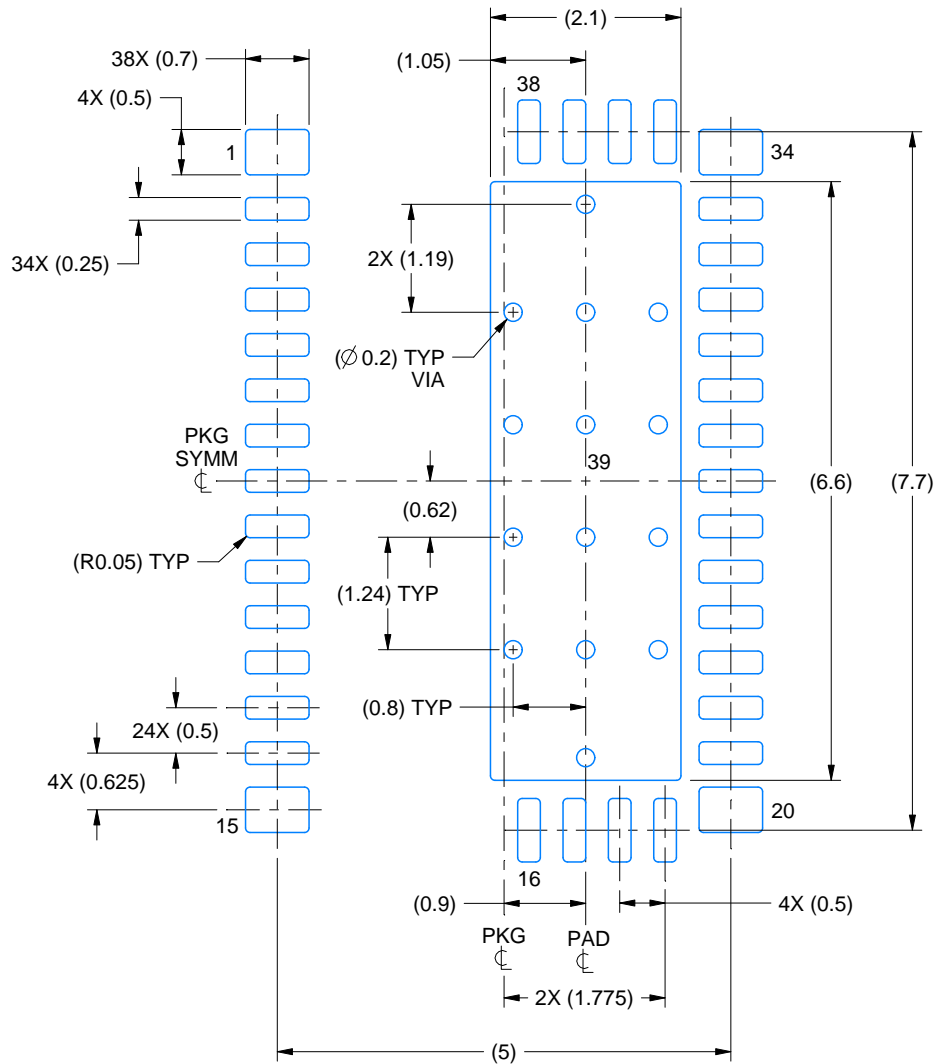 (2.1)
38X (0.7)
(1.05)
4X (0.5)
38
1
34
34X (0.25)
2X (1.19)
(∅ 0.2) TYP
VIA
PKG
SYMM
℄
39
(0.62)
(6.6)
(7.7)
(R0.05) TYP
(1.24) TYP
(0.8) TYP
24X (0.5)
4X (0.625)
15
20
16
(0.9)
4X (0.5)
PKG
℄
PAD
℄
2X (1.775)
(5)